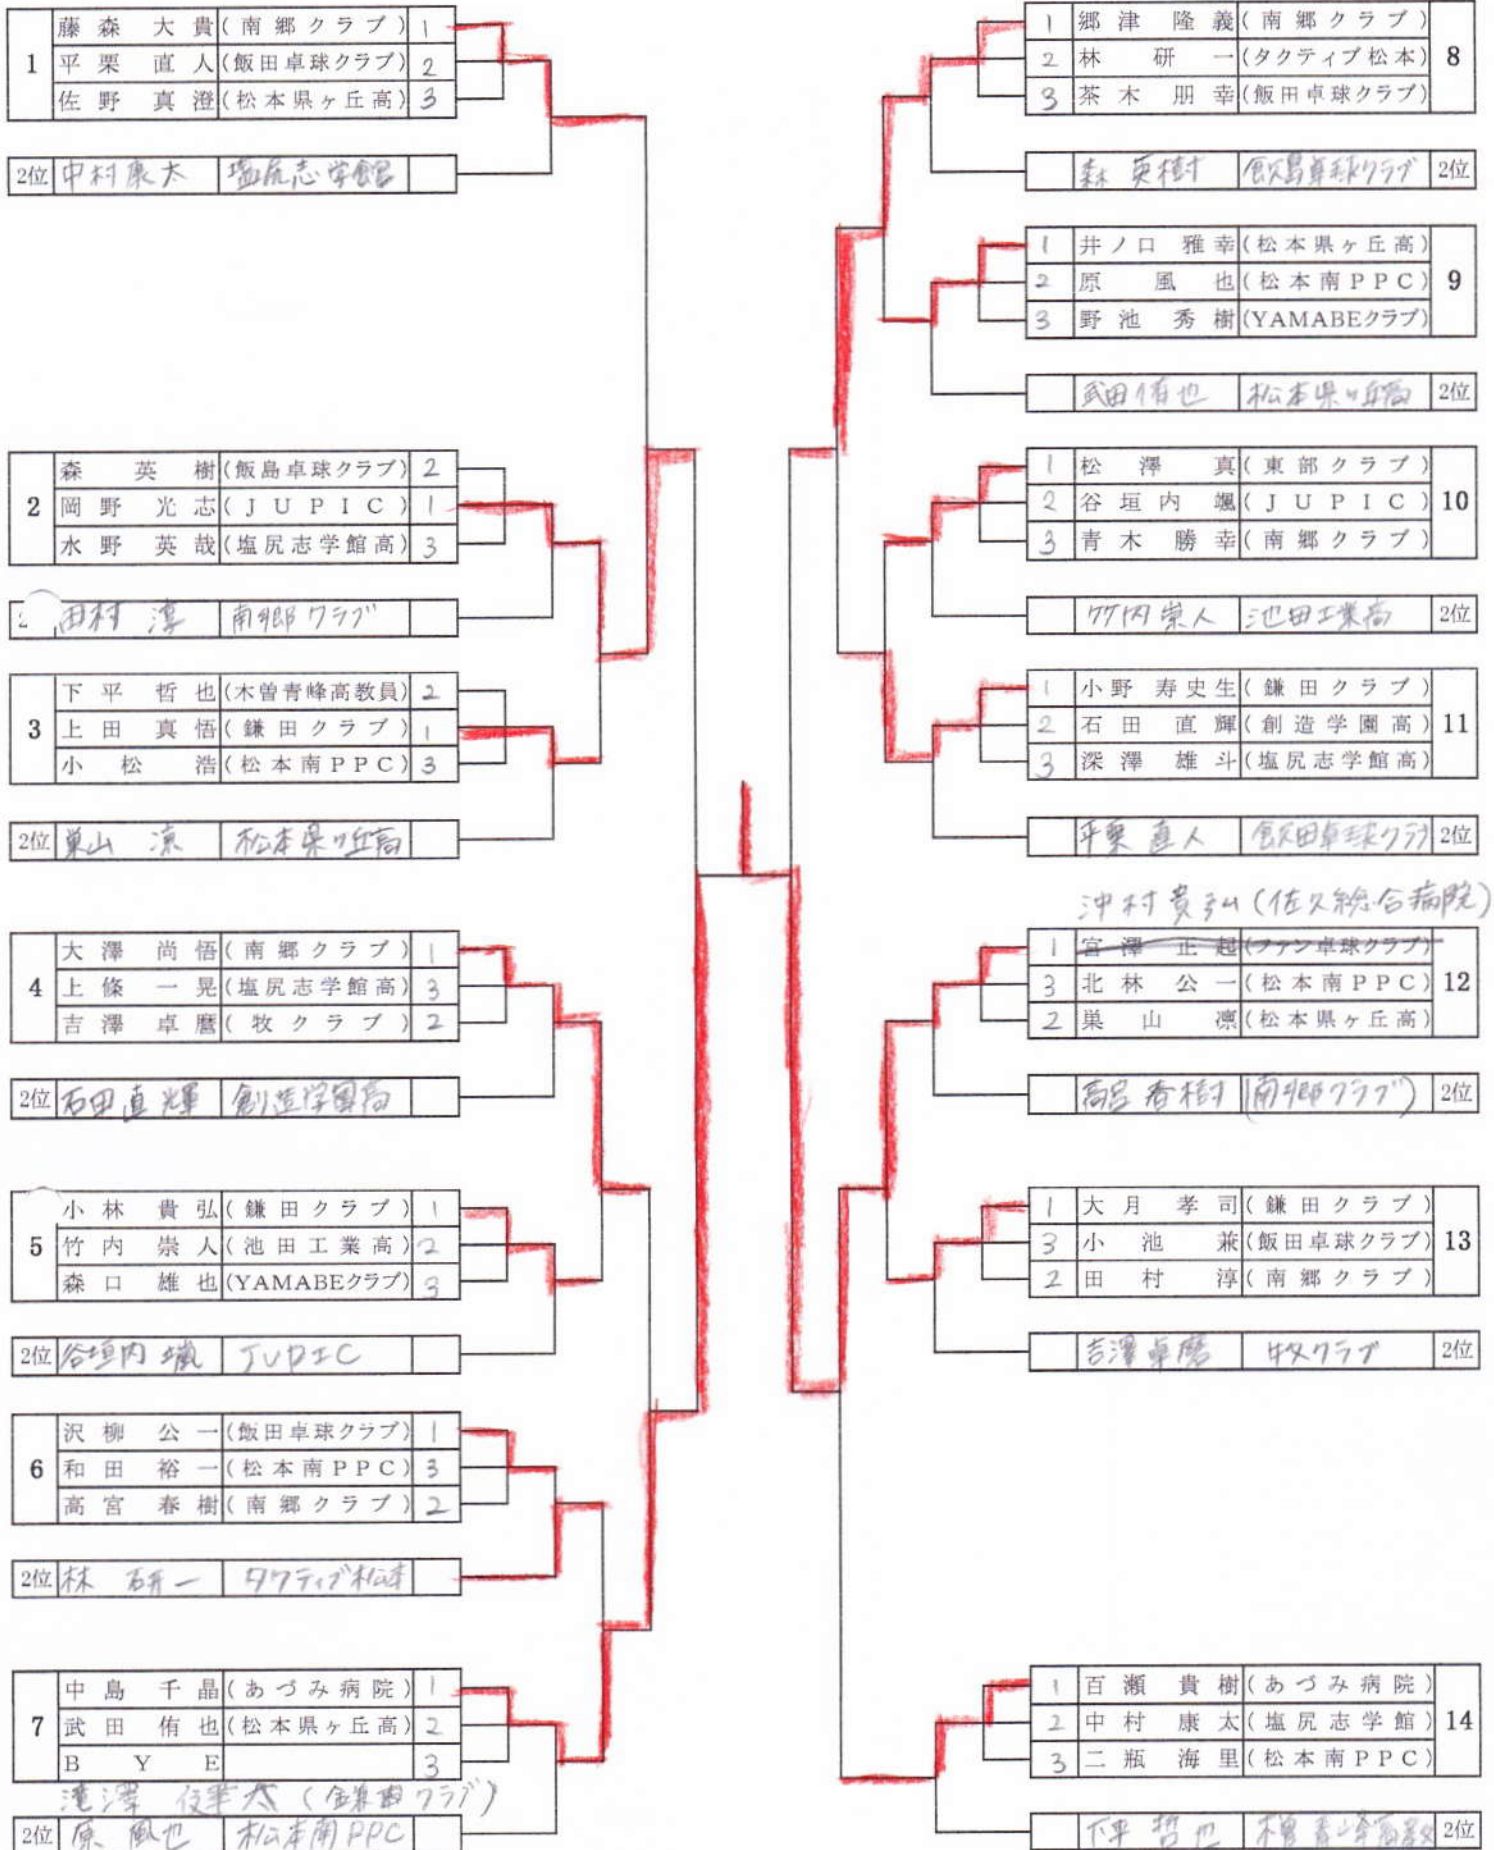 1
藤森 大貴 (南郷クラブ) 1
平栗 直人 (飯田卓球クラブ) 2
佐野 真澄 (松本県ヶ丘高) 3
2位 中村康太 塩尻志学館
2
森 英樹 (飯島卓球クラブ) 2
岡野 光志 (JUPIC) 1
水野 英哉 (塩尻志学館高) 3
2 田村 淳 南郷クラブ
3
下平 哲也 (木曽青峰高教員) 2
上田 真悟 (鎌田クラブ) 1
小松 浩 (松本南PPC) 3
2位 巣山 凛 松本県ヶ丘高
4
大澤 尚悟 (南郷クラブ) 1
上條 一晃 (塩尻志学館高) 3
吉澤 卓麿 (牧クラブ) 2
2位 石田直輝 創造学園高
5
小林 貴弘 (鎌田クラブ) 1
竹内 崇人 (池田工業高) 2
森口 雄也 (YAMABEクラブ) 3
2位 谷垣内 颯 JUPIC
6
沢柳 公一 (飯田卓球クラブ) 1
和田 裕一 (松本南PPC) 3
高宮 春樹 (南郷クラブ) 2
2位 林 研一 タクティブ松本
7
中島 千晶 (あづみ病院) 1
武田 侑也 (松本県ヶ丘高) 2
BYE 3
滝澤 (鎌田クラブ)
2位 原 風也 松本南PPC
1 郷津 隆義 (南郷クラブ)
2 林 研一 (タクティブ松本)
3 茶木 朋幸 (飯田卓球クラブ)
8
森 英樹 飯島卓球クラブ 2位
1 井ノ口 雅幸 (松本県ヶ丘高)
2 原 風也 (松本南PPC)
3 野池 秀樹 (YAMABEクラブ)
9
武田侑也 松本県ヶ丘高 2位
1 松澤 真 (東部クラブ)
2 谷垣内 颯 (JUPIC)
3 青木 勝幸 (南郷クラブ)
10
竹内崇人 池田工業高 2位
1 小野 寿史生 (鎌田クラブ)
2 石田 直輝 (創造学園高)
3 深澤 雄斗 (塩尻志学館高)
11
平栗 直人 飯田卓球クラブ 2位
沖村貴弘 (佐久総合病院)
1 宮澤 正起 (ファン卓球クラブ)
3 北林 公一 (松本南PPC)
2 巣山 凛 (松本県ヶ丘高)
12
高宮 春樹 (南郷クラブ) 2位
1 大月 孝司 (鎌田クラブ)
3 小池 兼 (飯田卓球クラブ)
2 田村 淳 (南郷クラブ)
13
吉澤 卓麿 牧クラブ 2位
1 百瀬 貴樹 (あづみ病院)
2 中村 康太 (塩尻志学館)
3 二瓶 海里 (松本南PPC)
14
下平 哲也 木曽青峰高教 2位